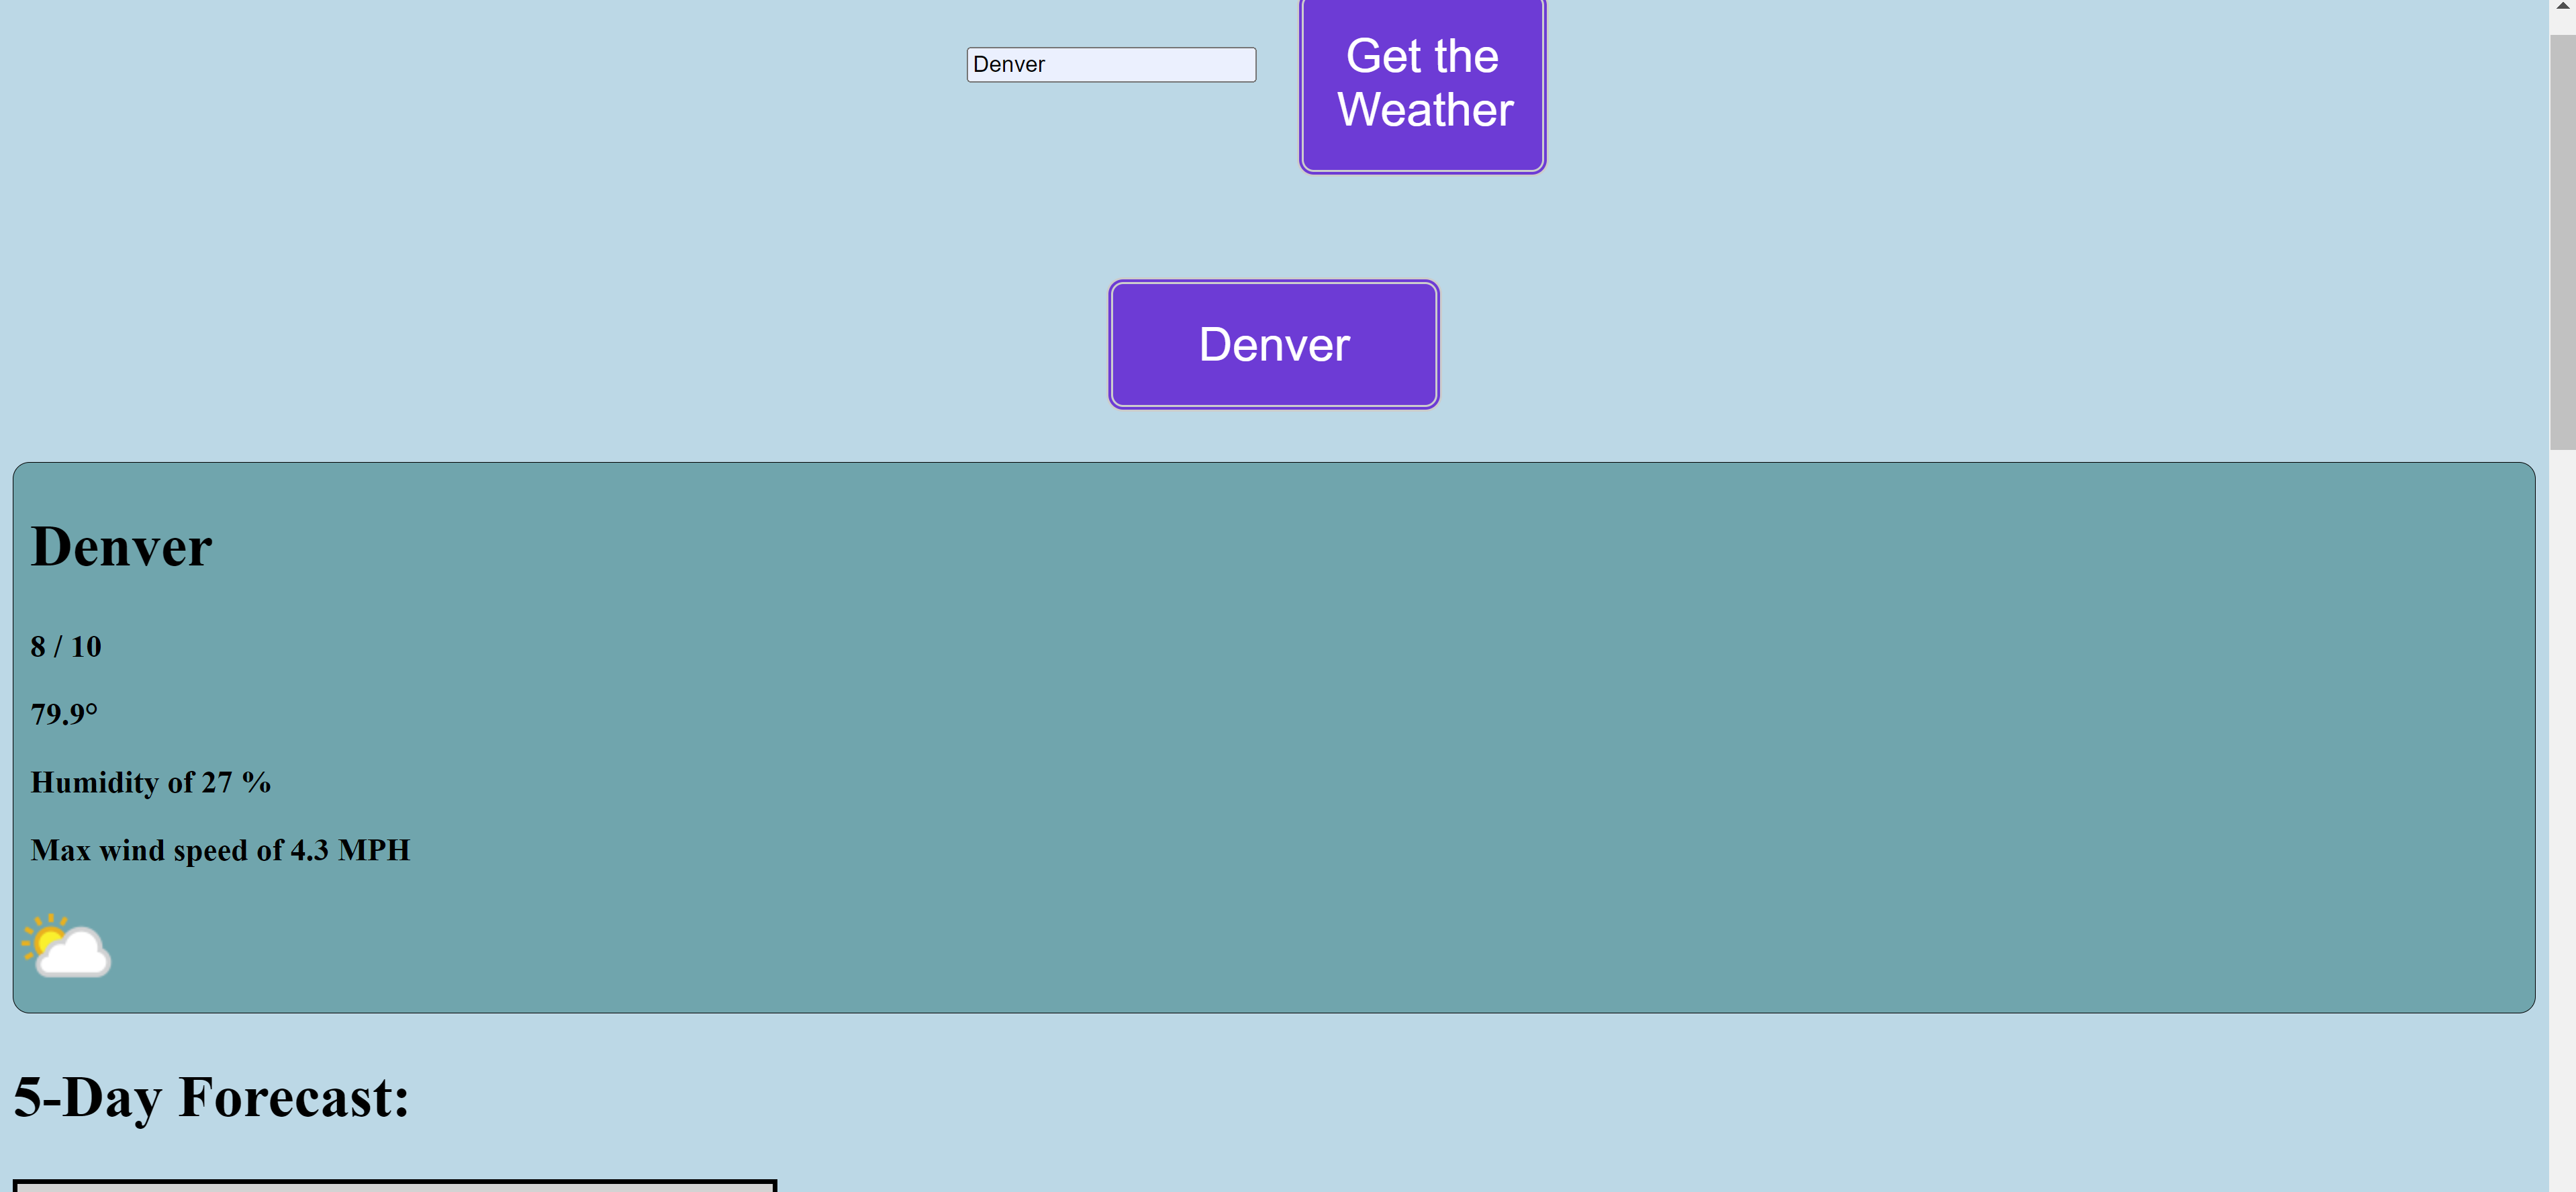 Denver
Get the
Weather
Denver
Denver
8 / 10
79.9°
Humidity of 27 %
Max wind speed of 4.3 MPH
5-Day Forecast: